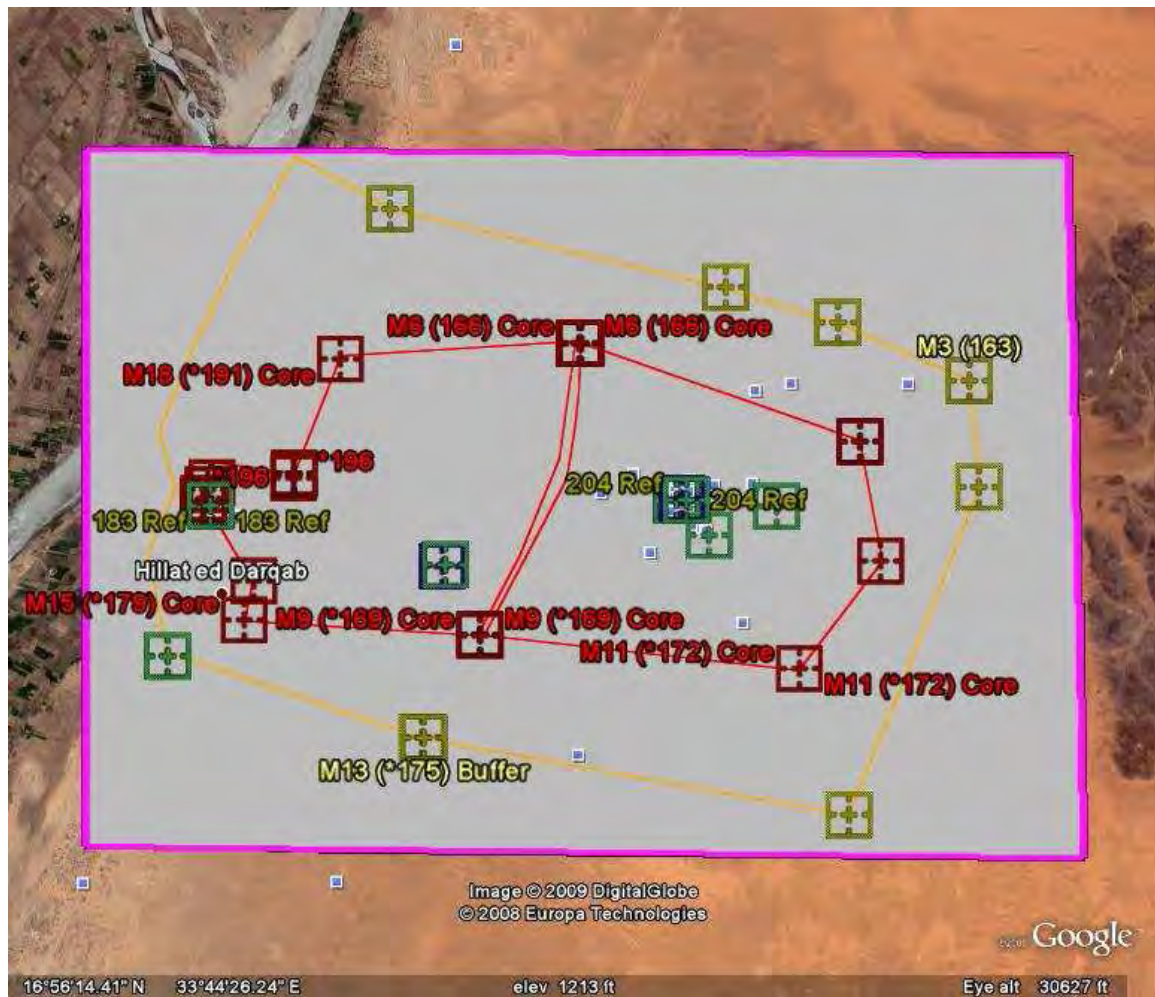 M6 (166) Core
M6 (166) Core
M3 (163)
M18 (*191) Core
*196
*196
204 Ref
204 Ref
183 Ref
183 Ref
Hillat ed Darqab
M15 (*179) Core
M9 (*169) Core
M9 (*169) Core
M11 (*172) Core
M11 (*172) Core
M13 (*175) Buffer
Image © 2009 DigitalGlobe
© 2008 Europa Technologies
Google
16°56'14.41" N 33°44'26.24" E elev 1213 ft Eye alt 30627 ft